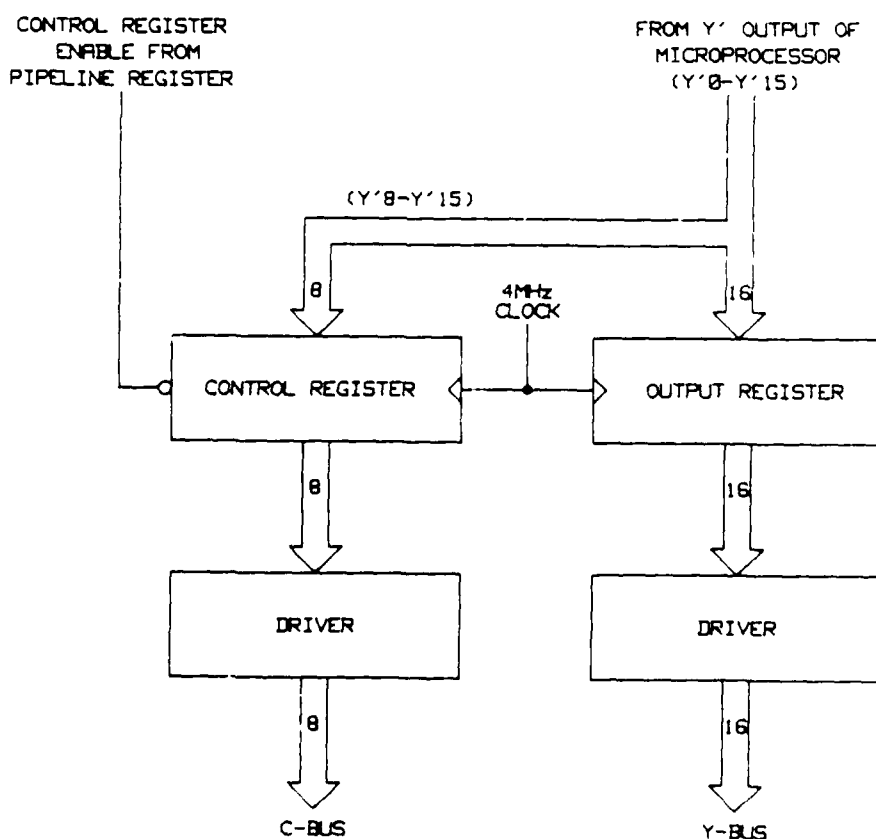 CONTROL REGISTER
ENABLE FROM
PIPELINE REGISTER
FROM Y' OUTPUT OF
MICROPROCESSOR
(Y'0-Y'15)
(Y'8-Y'15)
8
4MHz
CLOCK
16
CONTROL REGISTER
OUTPUT REGISTER
8
16
DRIVER
DRIVER
8
16
C-BUS
Y-BUS